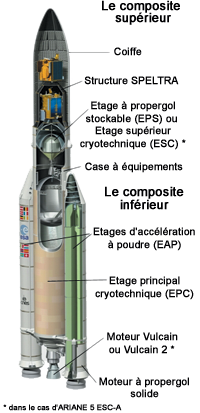 Le composite
supérieur
Coiffe
Structure SPELTRA
Etage à propergol
stockable (EPS) ou
Etage supérieur
cryotechnique (ESC) *
Case à équipements
Le composite
inférieur
Etages d'accélération
à poudre (EAP)
Etage principal
cryotechnique (EPC)
Moteur Vulcain
ou Vulcain 2 *
Moteur à propergol
solide
* dans le cas d'ARIANE 5 ESC-A